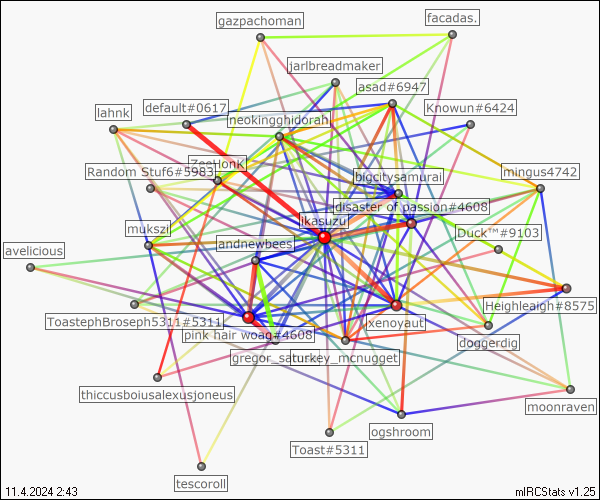 facadas.
gazpachoman
jarlbreadmaker
asad#6947
default#0617
Knowun#6424
lahnk
neokingghidorah
ZeeHonK
Random Stuf6#5983
bigcitysamurai
mingus4742
disaster of passion#4608
ikasuzu
mukszi
Duck™#9103
andnewbees
avelicious
Heighleaigh#8575
ToastephBroseph5311#5311
xenoyaut
pink hair woag#4608
doggerdig
gregor_samsa
turkey_mcnugget
thiccusboiusalexusjoneus
moonraven
ogshroom
Toast#5311
tescoroll
11.4.2024 2:43
mIRCStats v1.25